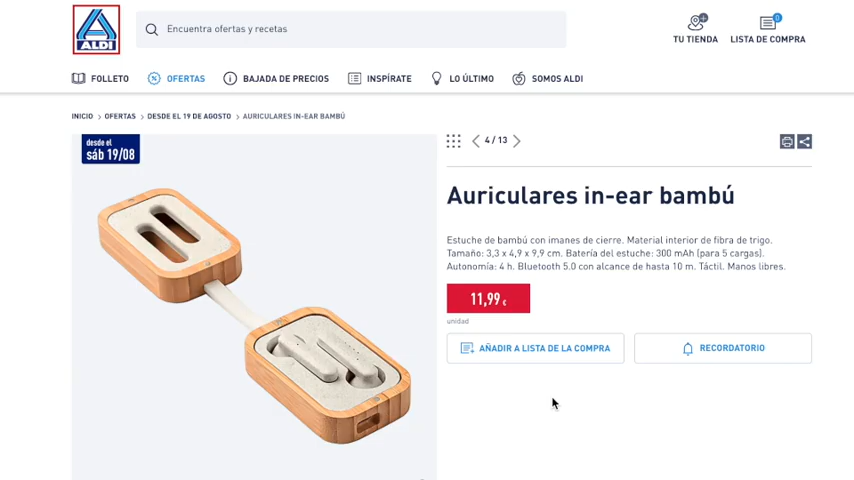 ALDI
Encuentra ofertas y recetas
TU TIENDA
0
LISTA DE COMPRA
FOLLETO
OFERTAS
BAJADA DE PRECIOS
INSPÍRATE
LO ÚLTIMO
SOMOS ALDI
INICIO > OFERTAS > DESDE EL 19 DE AGOSTO > AURICULARES IN-EAR BAMBÚ
desde el
sáb 19/08
4 / 13
Auriculares in-ear bambú
Estuche de bambú con imanes de cierre. Material interior de fibra de trigo.
Tamaño: 3,3 x 4,9 x 9,9 cm. Batería del estuche: 300 mAh (para 5 cargas).
Autonomía: 4 h. Bluetooth 5.0 con alcance de hasta 10 m. Táctil. Manos libres.
11,99 €
unidad
AÑADIR A LISTA DE LA COMPRA
RECORDATORIO